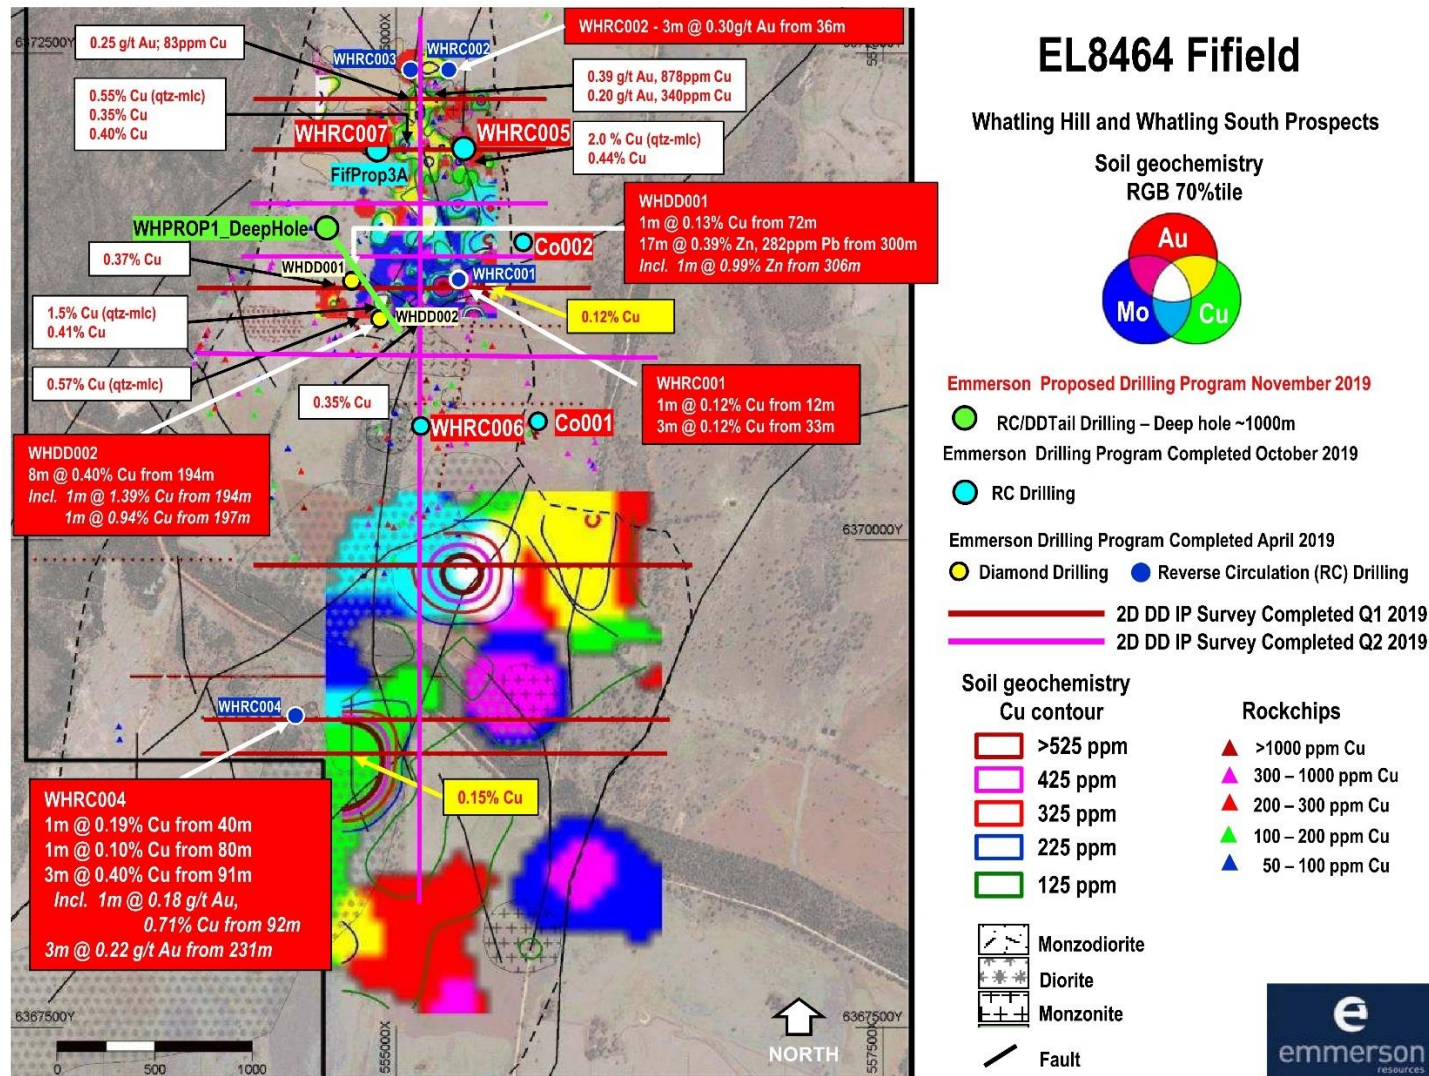 6372500Y
0.25 g/t Au; 83ppm Cu
WHRC003
WHRC002
WHRC002 - 3m @ 0.30g/t Au from 36m
0.39 g/t Au, 878ppm Cu
0.20 g/t Au, 340ppm Cu
0.55% Cu (qtz-mlc)
0.35% Cu
0.40% Cu
WHRC007
WHRC005
2.0 % Cu (qtz-mlc)
0.44% Cu
FifProp3A
WHDD001
1m @ 0.13% Cu from 72m
17m @ 0.39% Zn, 282ppm Pb from 300m
Incl. 1m @ 0.99% Zn from 306m
WHPROP1_DeepHole
Co002
0.37% Cu
WHDD001
WHRC001
1.5% Cu (qtz-mlc)
0.41% Cu
WHDD002
0.12% Cu
0.57% Cu (qtz-mlc)
0.35% Cu
WHRC001
1m @ 0.12% Cu from 12m
3m @ 0.12% Cu from 33m
WHRC006
Co001
WHDD002
8m @ 0.40% Cu from 194m
Incl. 1m @ 1.39% Cu from 194m
1m @ 0.94% Cu from 197m
6370000Y
WHRC004
WHRC004
1m @ 0.19% Cu from 40m
1m @ 0.10% Cu from 80m
3m @ 0.40% Cu from 91m
Incl. 1m @ 0.18 g/t Au,
0.71% Cu from 92m
3m @ 0.22 g/t Au from 231m
0.15% Cu
6367500Y
6367500Y
0
500
1000
555000X
557500X
NORTH
EL8464 Fifield
Whatling Hill and Whatling South Prospects
Soil geochemistry
RGB 70%tile
Au
Mo
Cu
Emmerson Proposed Drilling Program November 2019
RC/DDTail Drilling – Deep hole ~1000m
Emmerson Drilling Program Completed October 2019
RC Drilling
Emmerson Drilling Program Completed April 2019
Diamond Drilling
Reverse Circulation (RC) Drilling
2D DD IP Survey Completed Q1 2019
2D DD IP Survey Completed Q2 2019
Soil geochemistry
Cu contour
>525 ppm
425 ppm
325 ppm
225 ppm
125 ppm
Rockchips
>1000 ppm Cu
300 – 1000 ppm Cu
200 – 300 ppm Cu
100 – 200 ppm Cu
50 – 100 ppm Cu
Monzodiorite
Diorite
Monzonite
Fault
e
emmerson
resources